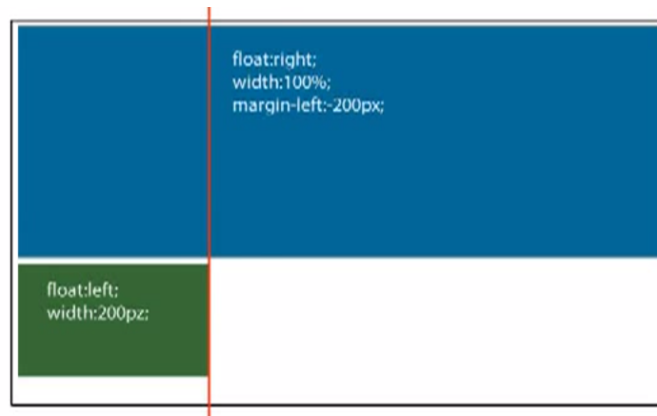 float:right;
width:100%;
margin-left:-200px;
float:left;
width:200pz;